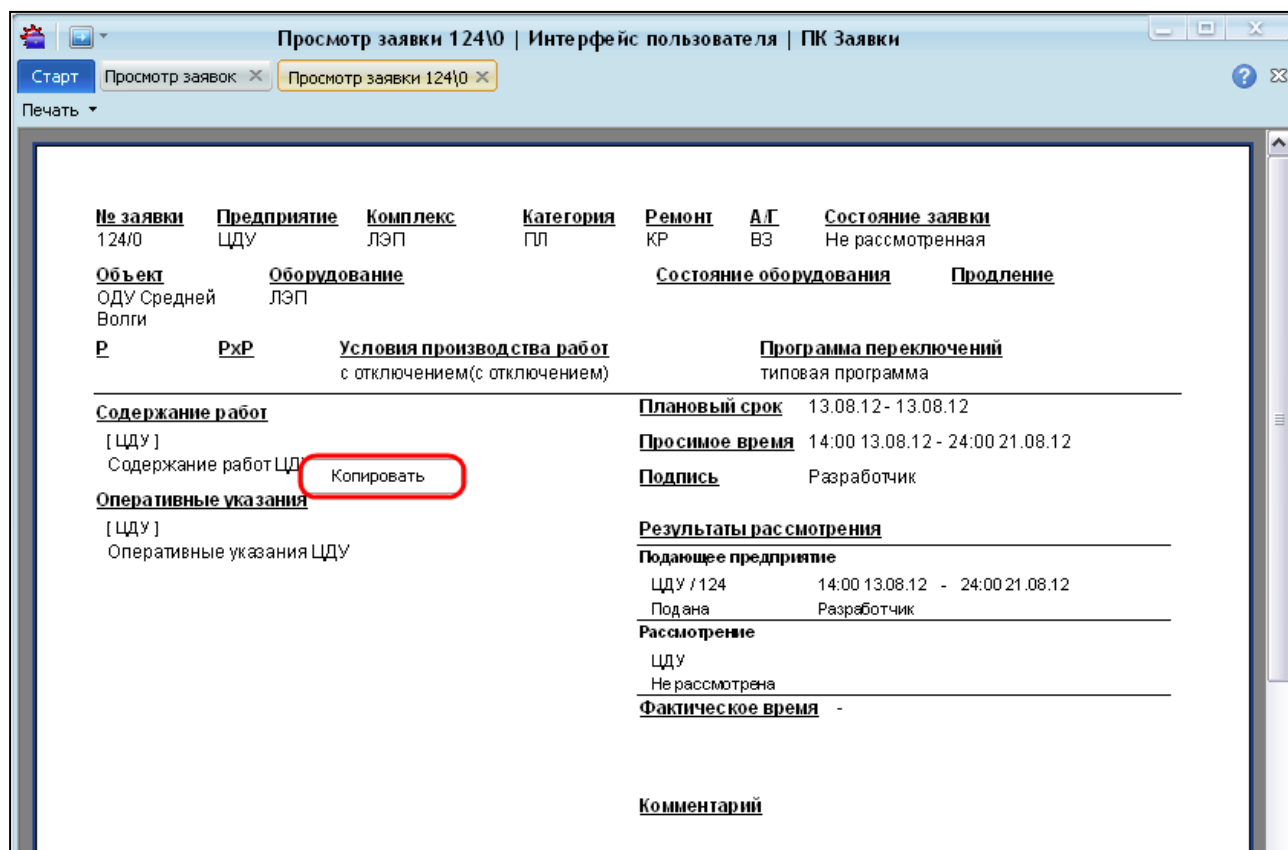 Просмотр заявки 124\0 | Интерфейс пользователя | ПК Заявки
Старт Просмотр заявок Просмотр заявки 124\0
Печать
№ заявки Предприятие Комплекс Категория Ремонт А/Г Состояние заявки
124/0 ЦДУ ЛЭП ПЛ КР ВЗ Не рассмотренная
Объект Оборудование Состояние оборудования Продление
ОДУ Средней ЛЭП
Волги
Р РхР Условия производства работ Программа переключений
с отключением(с отключением) типовая программа
Содержание работ
[ ЦДУ ]
Содержание работ ЦД
Копировать
Оперативные указания
[ ЦДУ ]
Оперативные указания ЦДУ
Плановый срок 13.08.12 - 13.08.12
Просимое время 14:00 13.08.12 - 24:00 21.08.12
Подпись Разработчик
Результаты рассмотрения
Подающее предприятие
ЦДУ / 124 14:00 13.08.12 - 24:00 21.08.12
Подана Разработчик
Рассмотрение
ЦДУ
Не рассмотрена
Фактическое время -
Комментарий